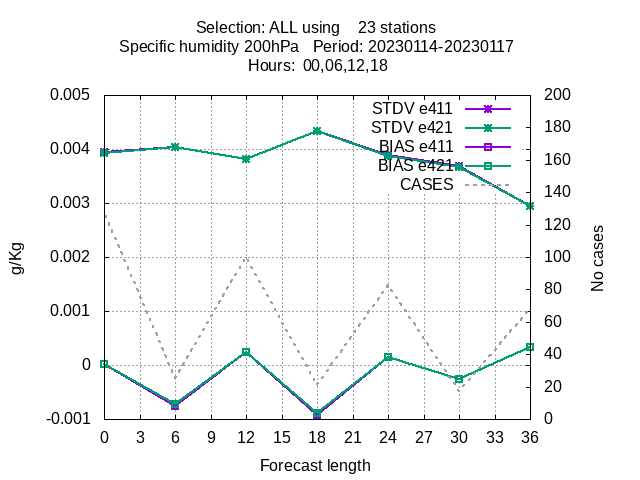 Selection: ALL using    23 stations
Specific humidity 200hPa   Period: 20230114-20230117
Hours:  00,06,12,18
0.005
0.004
0.003
0.002
0.001
0
-0.001
g/Kg
STDV e411
STDV e421
BIAS e411
BIAS e421
CASES
200
180
160
140
120
100
80
60
40
20
0
No cases
0 3 6 9 12 15 18 21 24 27 30 33 36
Forecast length